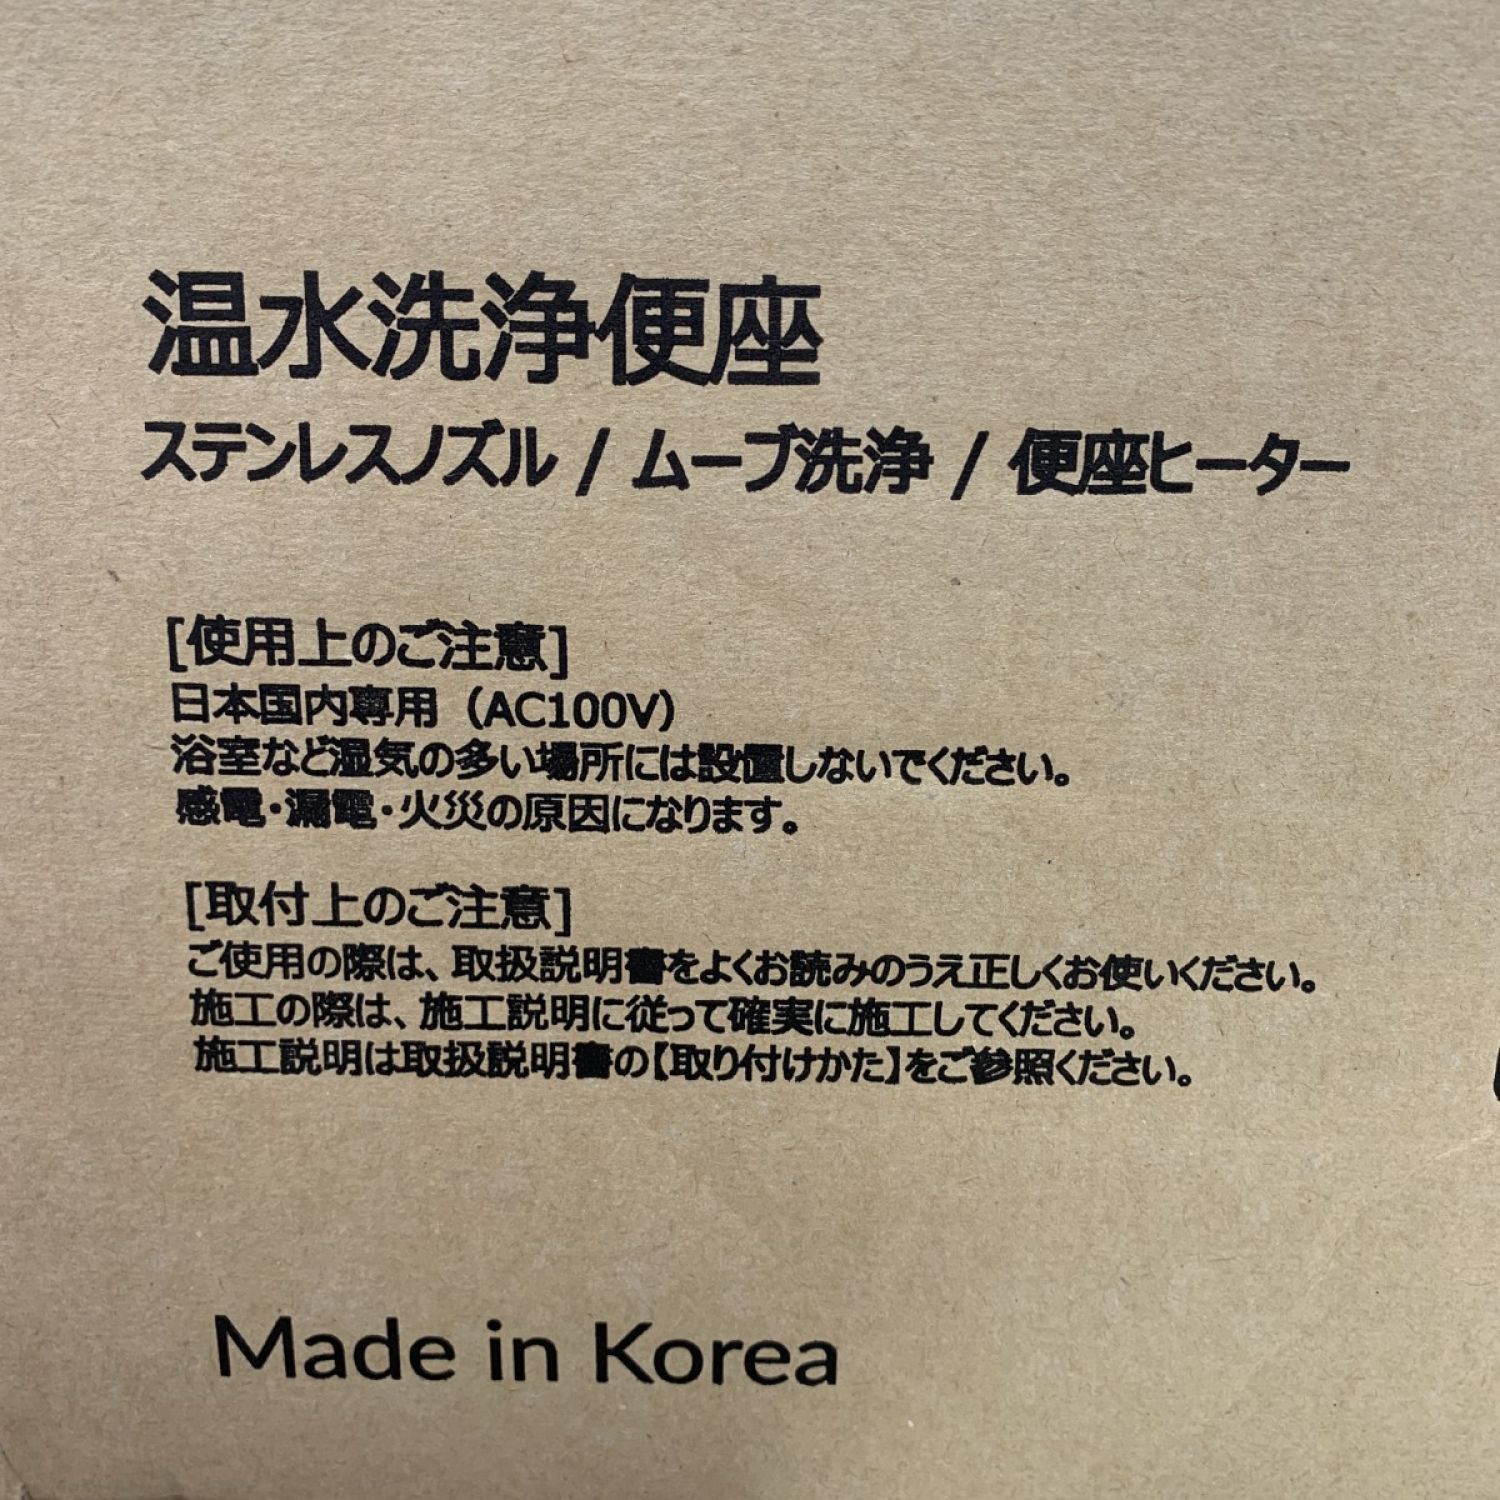 温水洗浄便座
ステンレスノズル / ムーブ洗浄 / 便座ヒーター
[使用上のご注意]
日本国内専用（AC100V）
浴室など湿気の多い場所には設置しないでください。
感電・漏電・火災の原因になります。
[取付上のご注意]
ご使用の際は、取扱説明書をよくお読みのうえ正しくお使いください。
施工の際は、施工説明に従って確実に施工してください。
施工説明は取扱説明書の【取り付けかた】をご参照ください。
Made in Korea